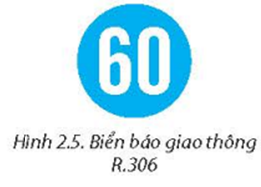 60
Hình 2.5. Biển báo giao thông
R.306